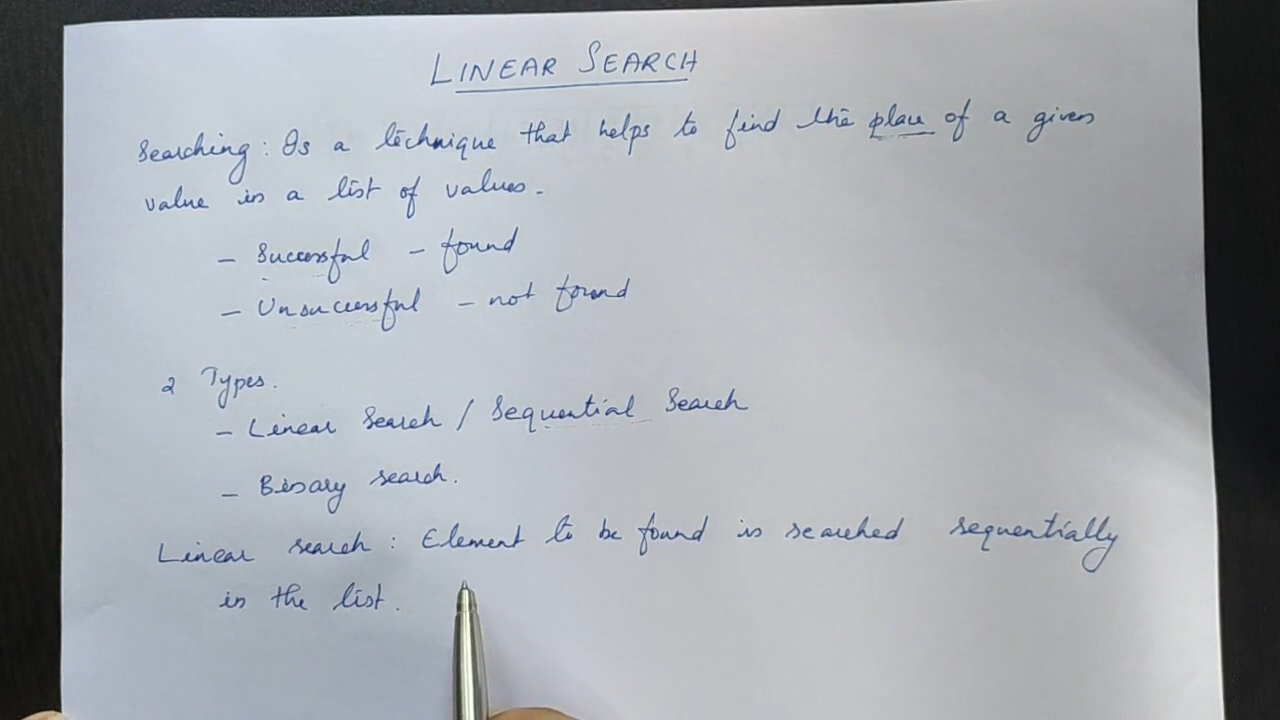 LINEAR SEARCH
Searching: Is a technique that helps to find the place of a given
value in a list of values.
- Successful - found
- Unsuccessful - not found
2 Types.
- Linear Search / Sequential Search
- Binary search.
Linear search : Element to be found is searched sequentially
in the list.